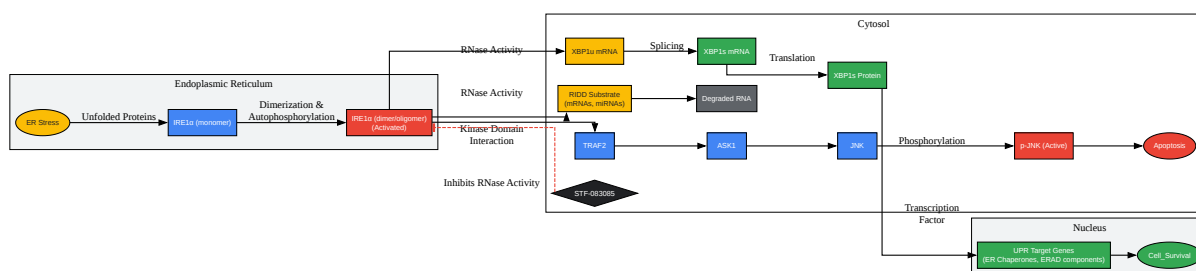 Cytosol
RNase Activity
XBP1u mRNA
Splicing
XBP1s mRNA
Translation
XBP1s Protein
Endoplasmic Reticulum
ER Stress
Unfolded Proteins
IRE1α (monomer)
Dimerization &
Autophosphorylation
IRE1α (dimer/oligomer)
(Activated)
RNase Activity
RIDD Substrate
(mRNAs, miRNAs)
Degraded RNA
Kinase Domain
Interaction
TRAF2
ASK1
JNK
Phosphorylation
p-JNK (Active)
Apoptosis
Inhibits RNase Activity
STF-083085
Transcription
Factor
Nucleus
UPR Target Genes
(ER Chaperones, ERAD components)
Cell_Survival